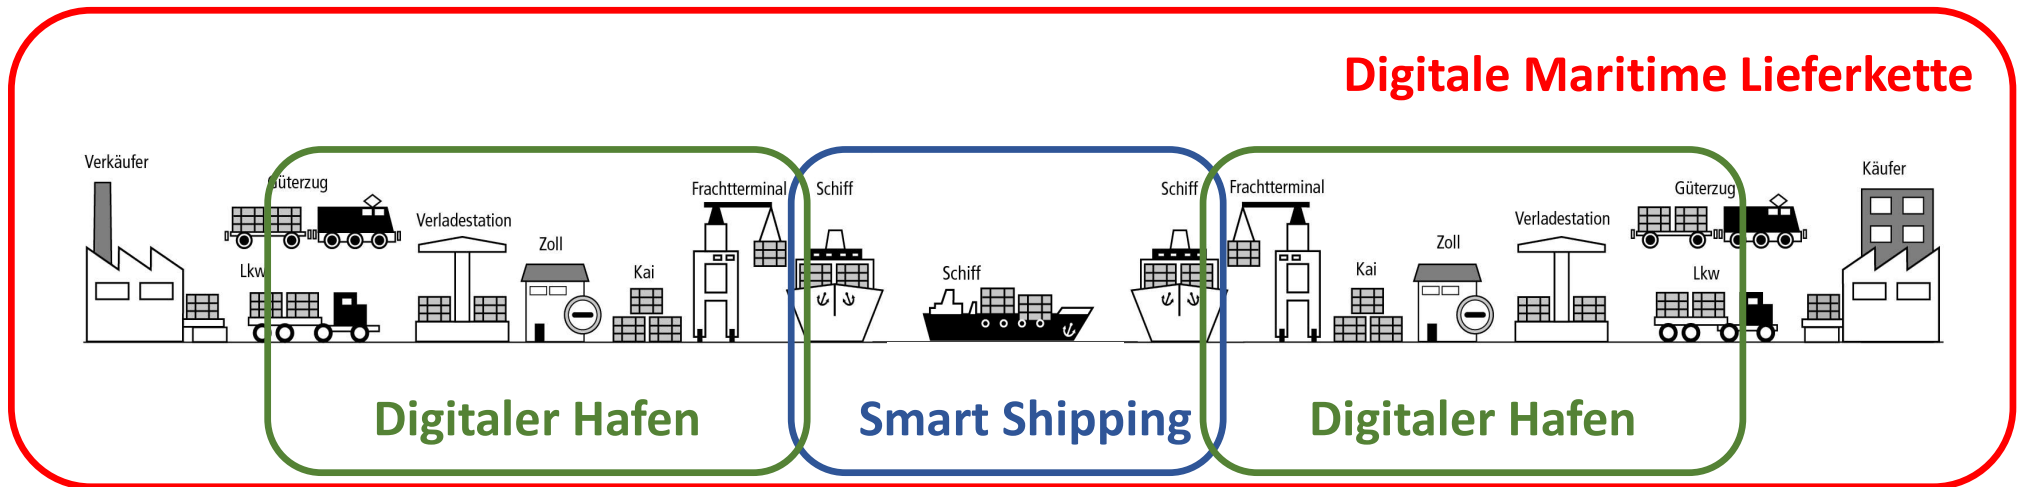 Digitale Maritime Lieferkette
Verkäufer
Güterzug
Lkw
Verladestation
Zoll
Kai
Frachtterminal
Schiff
Schiff
Schiff
Frachtterminal
Kai
Zoll
Verladestation
Güterzug
Lkw
Käufer
Digitaler Hafen
Smart Shipping
Digitaler Hafen